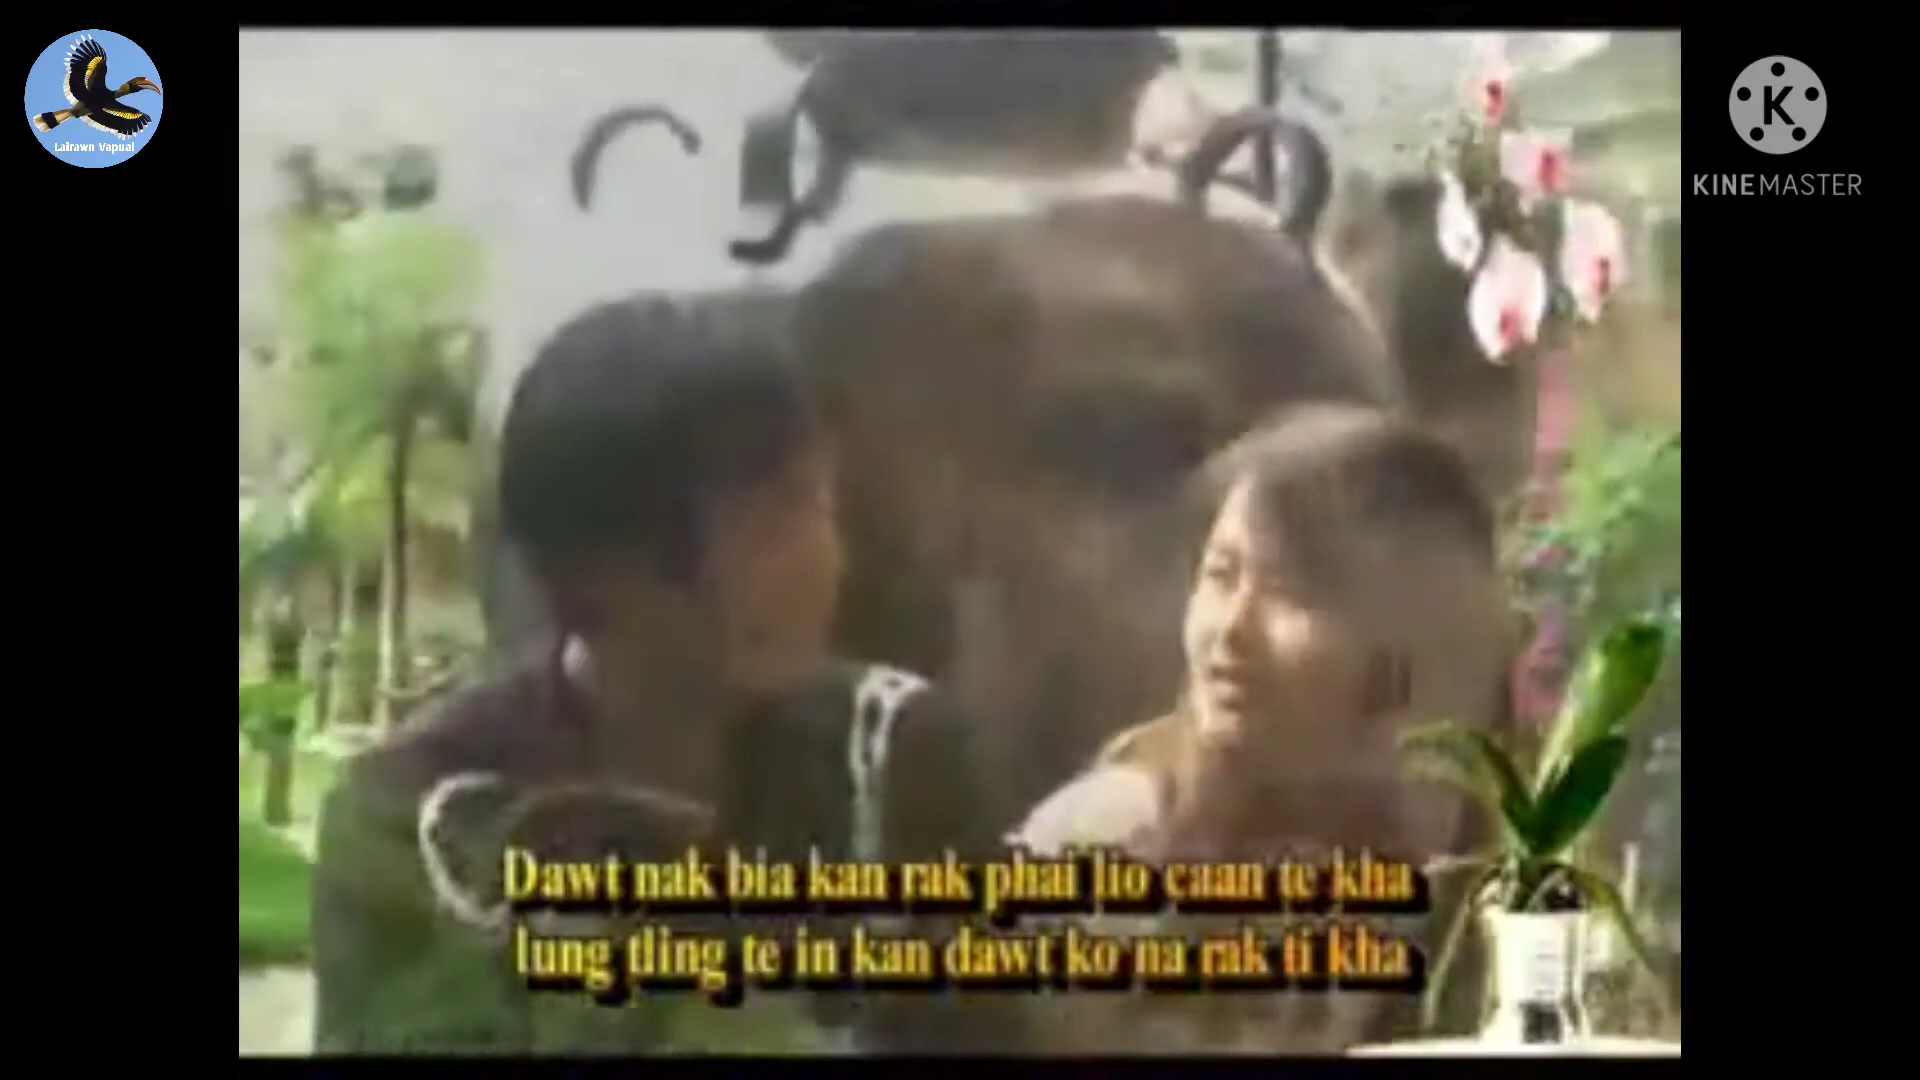 Lairawn Vapual
K
KINEMASTER
Dawt nak bia kan rak phai lio caan te kha
lung tling te in kan dawt ko na rak ti kha